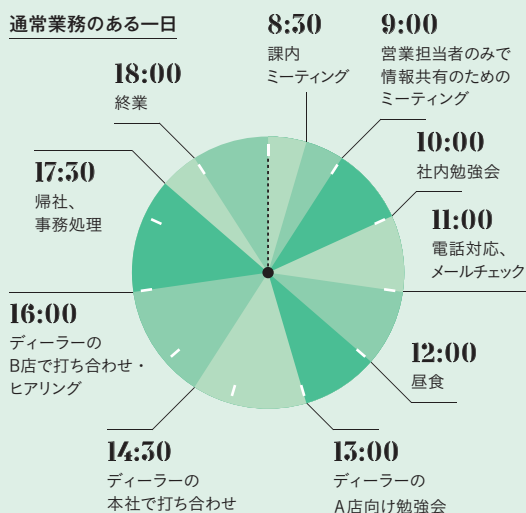 通常業務のある一日
8:30
課内
ミーティング
9:00
営業担当者のみで
情報共有のための
ミーティング
10:00
社内勉強会
11:00
電話対応、
メールチェック
12:00
昼食
13:00
ディーラーの
A店向け勉強会
14:30
ディーラーの
本社で打ち合わせ
16:00
ディーラーの
B店で打ち合わせ・
ヒアリング
17:30
帰社、
事務処理
18:00
終業